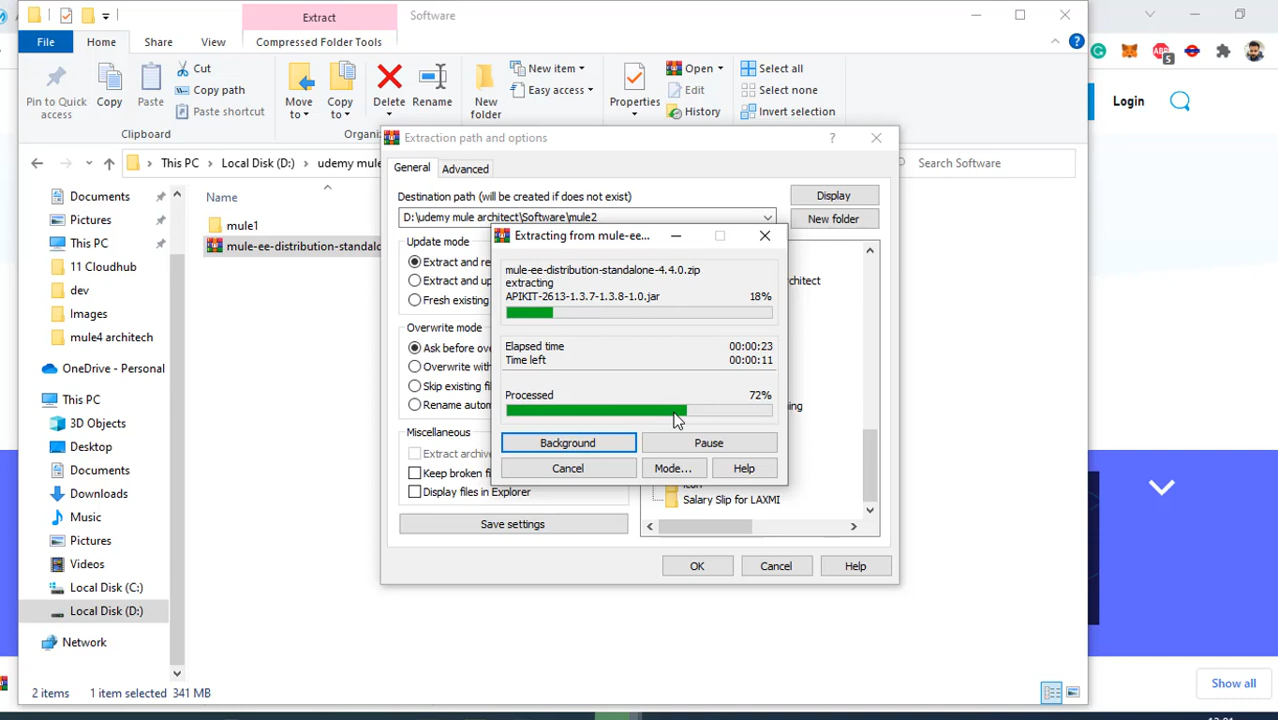 Extract
Software
File
Home
Share
View
Compressed Folder Tools
Pin to Quick access
Copy
Paste
Cut
Copy path
Paste shortcut
Clipboard
Move to
Copy to
Delete
Rename
Organi
New folder
New item
Easy access
Properties
Open
Edit
History
Select all
Select none
Invert selection
5
Login
This PC
Local Disk (D:)
udemy mule
Search Software
Documents
Pictures
This PC
11 Cloudhub
dev
Images
mule4 architech
OneDrive - Personal
This PC
3D Objects
Desktop
Documents
Downloads
Music
Pictures
Videos
Local Disk (C:)
Local Disk (D:)
Network
Name
mule1
mule-ee-distribution-standalo
Extraction path and options
General
Advanced
Destination path (will be created if does not exist)
D:\udemy mule architect\Software\mule2
Display
New folder
Update mode
Extract and re
Extract and up
Fresh existing
Overwrite mode
Ask before ove
Overwrite with
Skip existing fil
Rename autom
Miscellaneous
Extract archive
Keep broken fi
Display files in Explorer
Save settings
Salary Slip for LAXMI
OK
Cancel
Help
Extracting from mule-ee...
mule-ee-distribution-standalone-4.4.0.zip
extracting
APIKIT-2613-1.3.7-1.3.8-1.0.jar 18%
Elapsed time 00:00:23
Time left 00:00:11
Processed 72%
Background
Pause
Cancel
Mode...
Help
2 items 1 item selected 341 MB
Show all